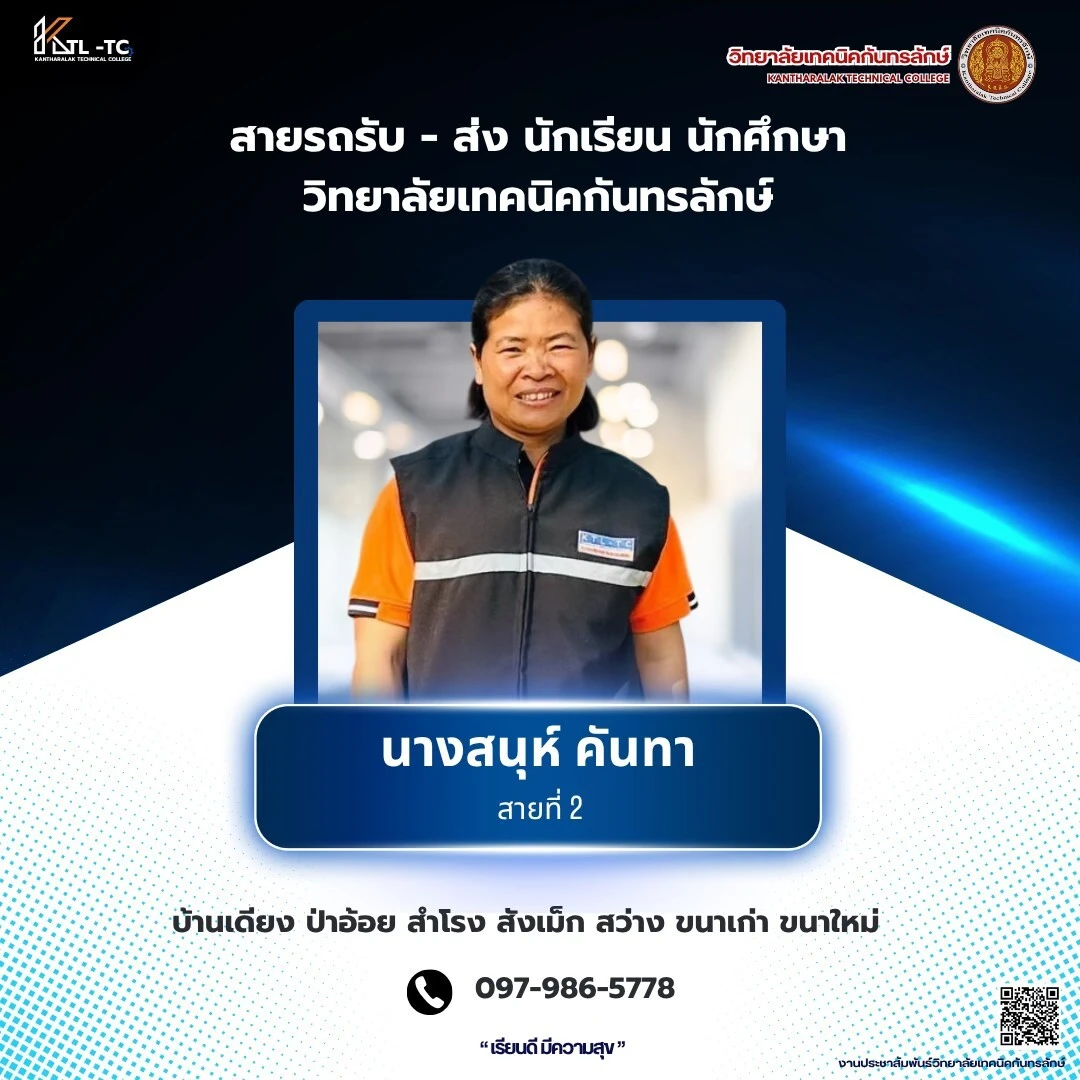 KTL -TC
KANTHARALAK TECHNICAL COLLEGE
วิทยาลัยเทคนิคกันทรลักษ์
KANTHARALAK TECHNICAL COLLEGE
สายรถรับ - ส่ง นักเรียน นักศึกษา
วิทยาลัยเทคนิคกันทรลักษ์
KTL-TC
นางสนุห์ คันทา
สายที่ 2
บ้านเดียง ป่าอ้อย สำโรง สังเม็ก สว่าง ขนาเก่า ขนาใหม่
097-986-5778
“ เรียนดี มีความสุข ”
งานประชาสัมพันธ์วิทยาลัยเทคนิคกันทรลักษ์